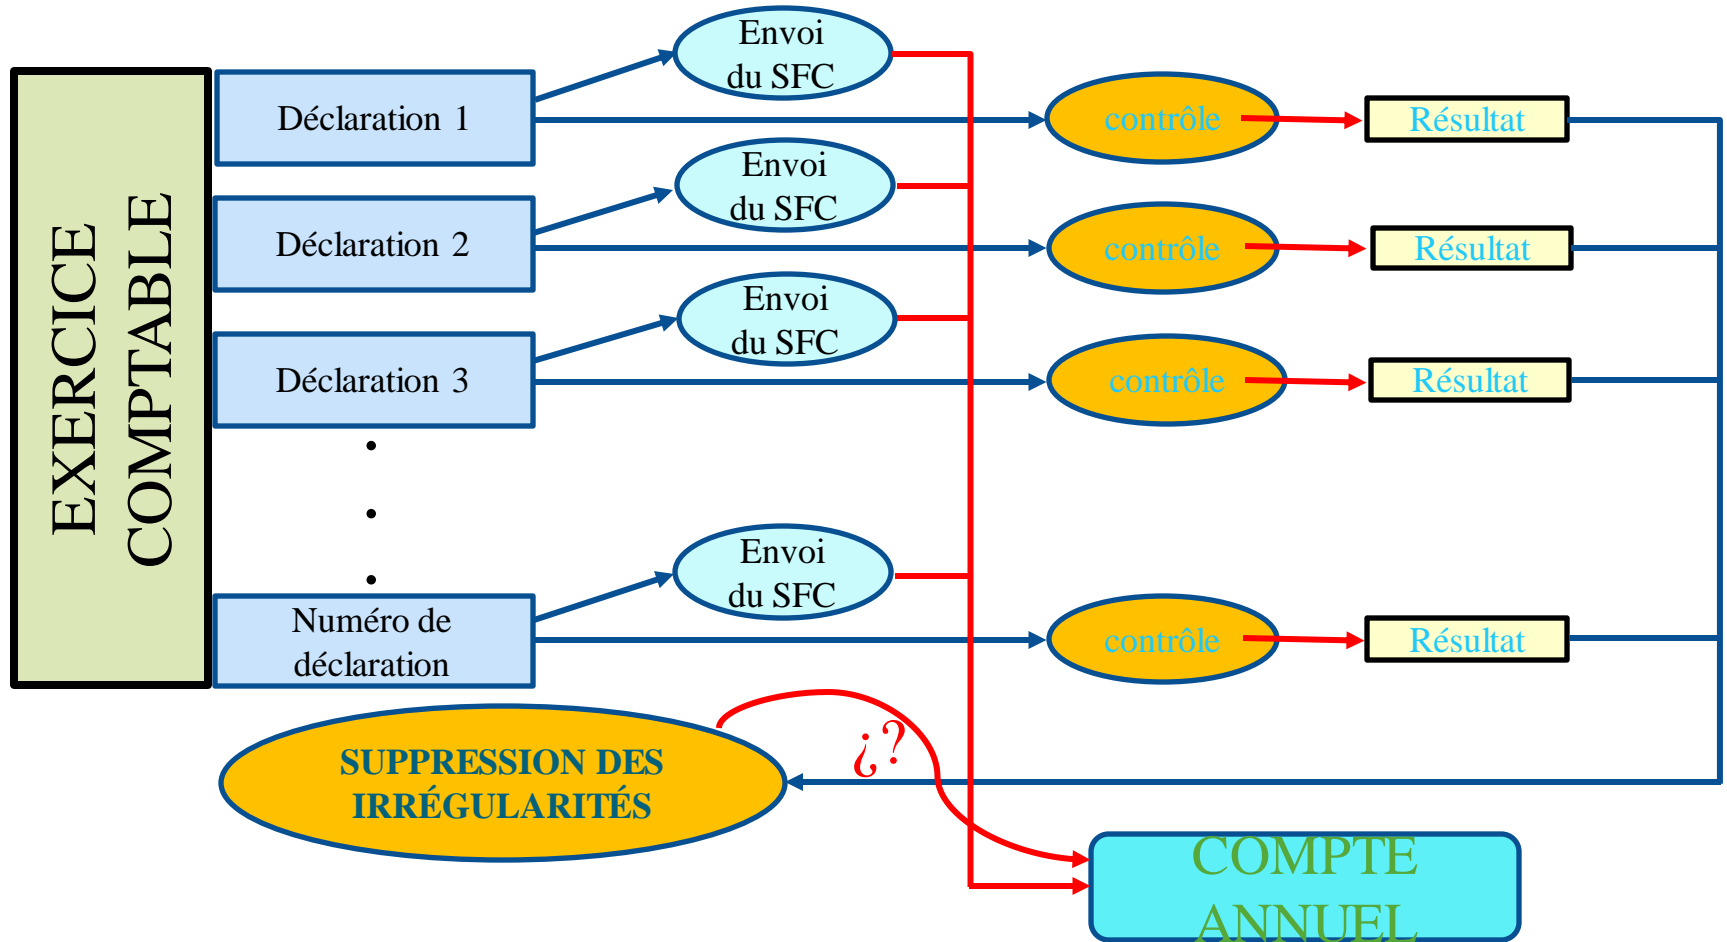 EXERCICE
COMPTABLE
Déclaration 1
Envoi
du SFC
contrôle
Résultat
Déclaration 2
Envoi
du SFC
contrôle
Résultat
Déclaration 3
Envoi
du SFC
contrôle
Résultat
.
.
.
Numéro de
déclaration
Envoi
du SFC
contrôle
Résultat
SUPPRESSION DES
IRRÉGULARITÉS
¿?
COMPTE
ANNUEL